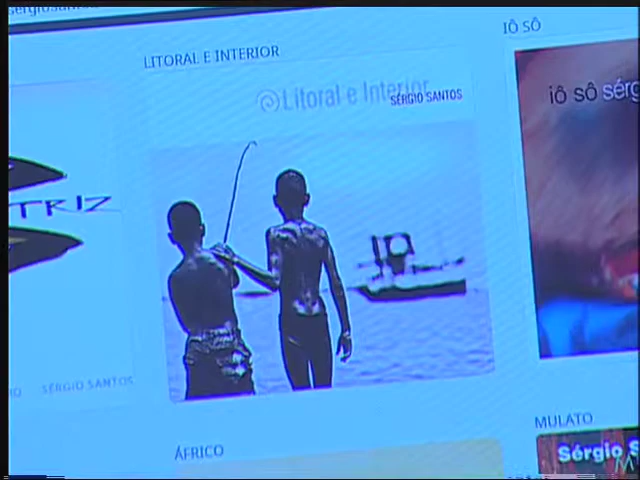 IÔ SÔ
LITORAL E INTERIOR
Litoral e Interior
SÉRGIO SANTOS
iô sô sérg
TRIZ
SÉRGIO SANTOS
MULATO
ÁFRICO
Sérgio S